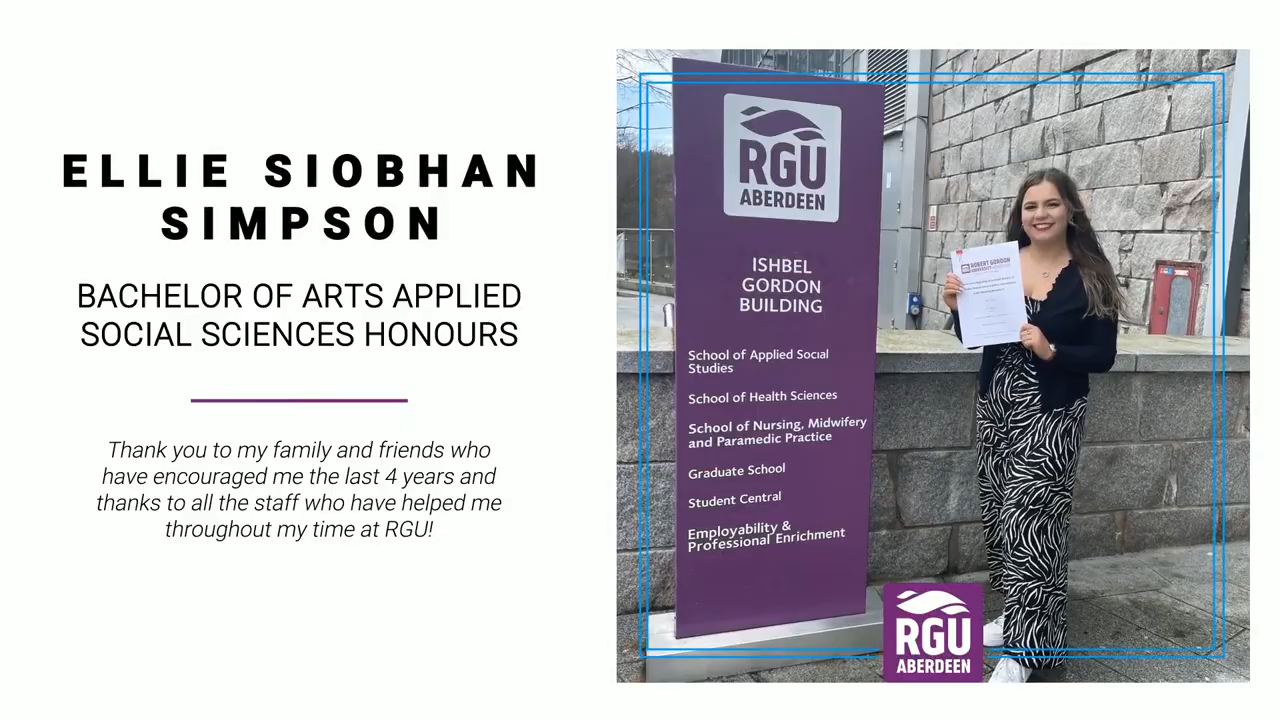 ELLIE SIOBHAN
SIMPSON
BACHELOR OF ARTS APPLIED
SOCIAL SCIENCES HONOURS
Thank you to my family and friends who
have encouraged me the last 4 years and
thanks to all the staff who have helped me
throughout my time at RGU!
RGU
ABERDEEN
ISHBEL
GORDON
BUILDING
School of Applied Social
Studies
School of Health Sciences
School of Nursing, Midwifery
and Paramedic Practice
Graduate School
Student Central
Employability &
Professional Enrichment
ROBERT GORDON
UNIVERSITY
RGU
ABERDEEN